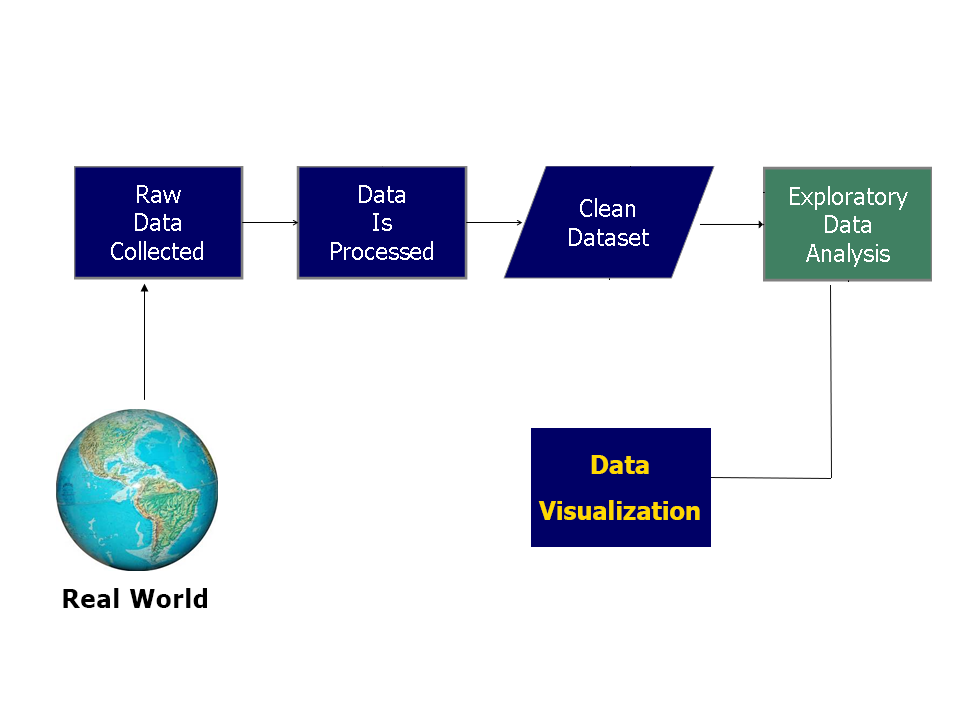 Raw
Data
Collected
Data
Is
Processed
Clean
Dataset
Exploratory
Data
Analysis
Data
Visualization
Real World